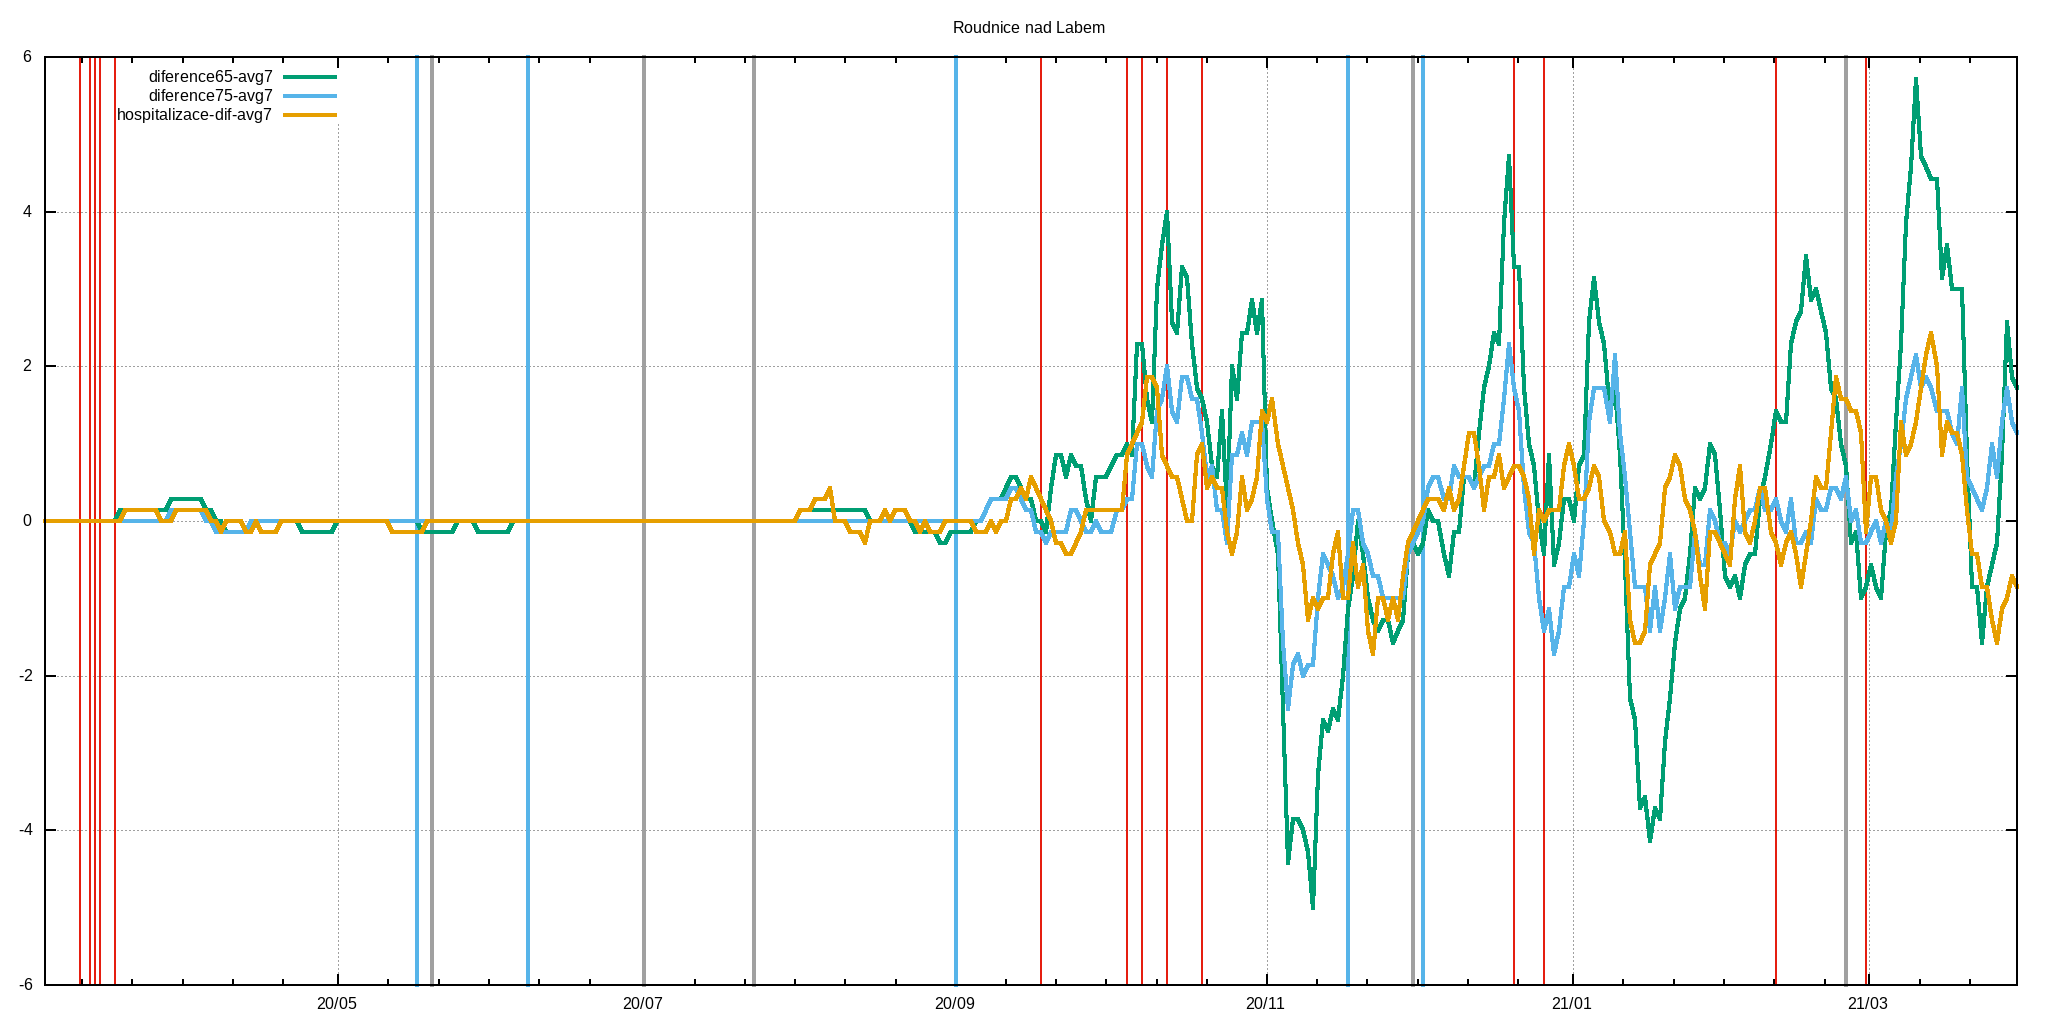 Roudnice nad Labem
6
diference65-avg7
diference75-avg7
hospitalizace-dif-avg7
4
2
0
-2
-4
-6
20/05 20/07 20/09 20/11 21/01 21/03